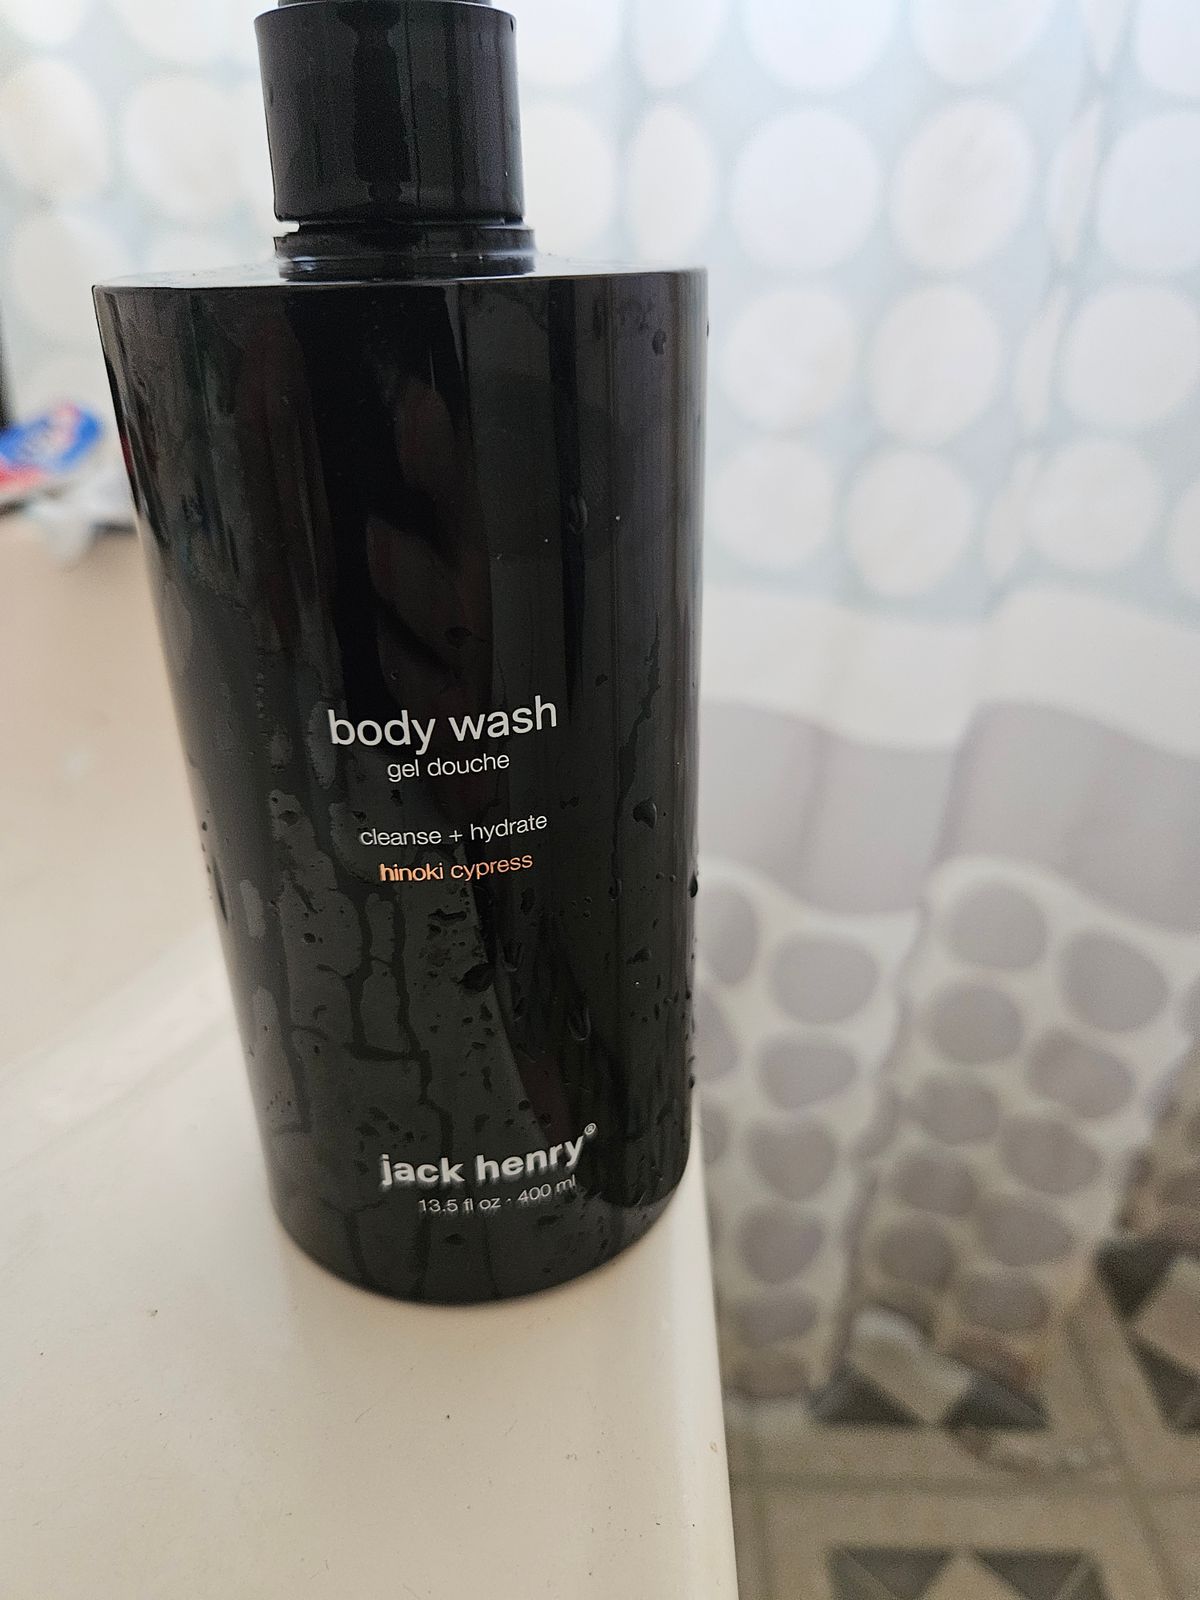 body wash
gel douche
cleanse + hydrate
hinoki cypress
jack henry®
13.5 fl oz · 400 ml